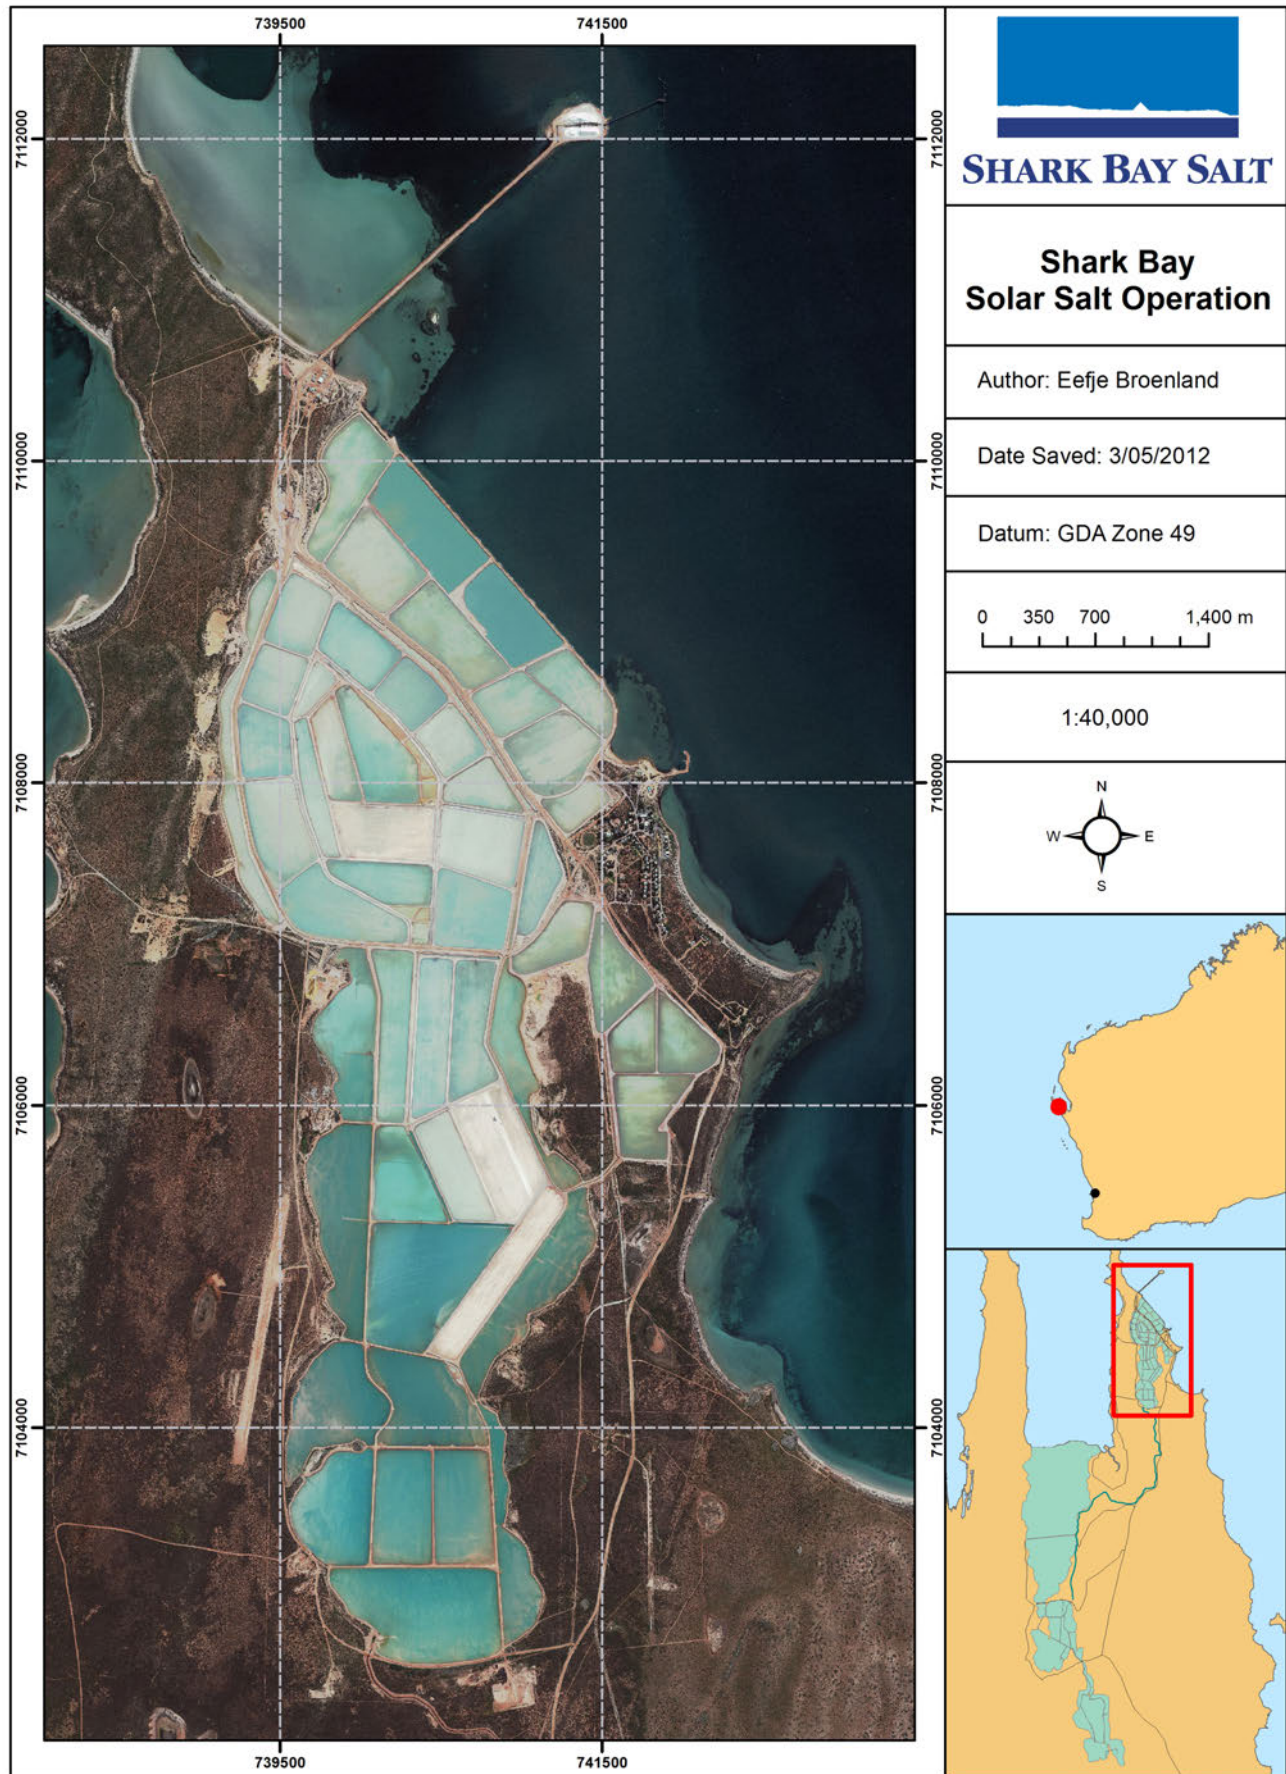 739500
741500
7112000
7112000
7110000
7110000
7108000
7108000
7106000
7106000
7104000
7104000
739500
741500
SHARK BAY SALT
Shark Bay
Solar Salt Operation
Author: Eefje Broenland
Date Saved: 3/05/2012
Datum: GDA Zone 49
0 350 700 1,400 m
1:40,000
N
W E
S